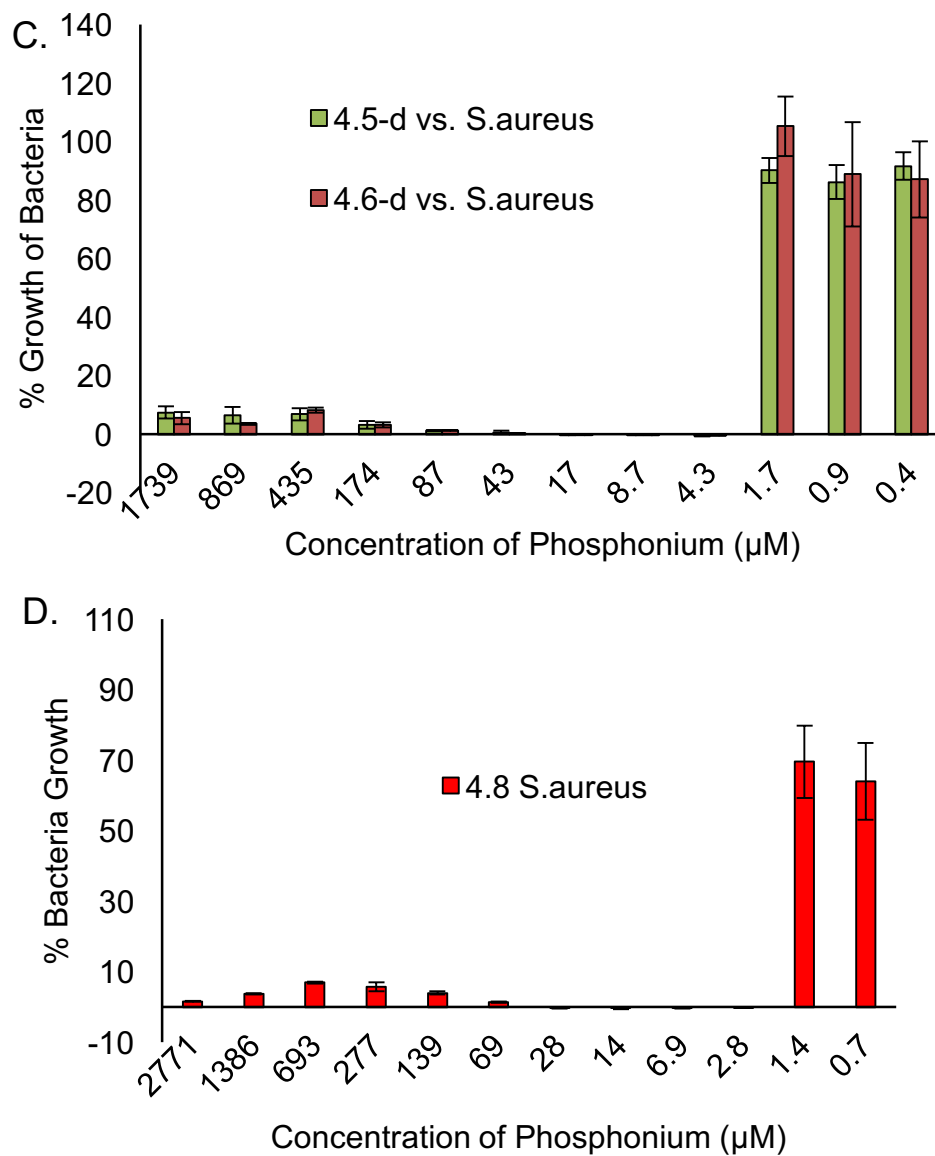 C.
% Growth of Bacteria
140
120
100
80
60
40
20
0
-20
4.5-d vs. S.aureus
4.6-d vs. S.aureus
1739 869 435 174 87 43 17 8.7 4.3 1.7 0.9 0.4
Concentration of Phosphonium (µM)
D.
% Bacteria Growth
110
90
70
50
30
10
-10
4.8 S.aureus
2771 1386 693 277 139 69 28 14 6.9 2.8 1.4 0.7
Concentration of Phosphonium (µM)